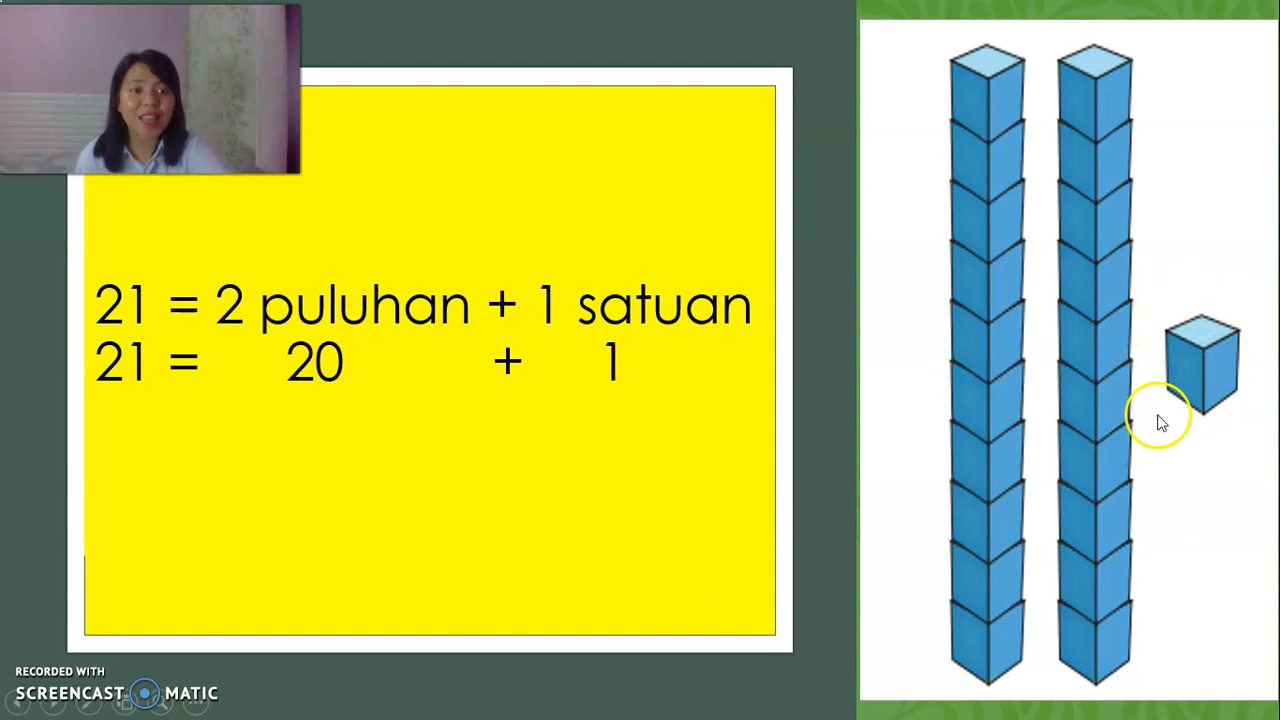 21 = 2 puluhan + 1 satuan
21 = 20 + 1
RECORDED WITH
SCREENCAST MATIC